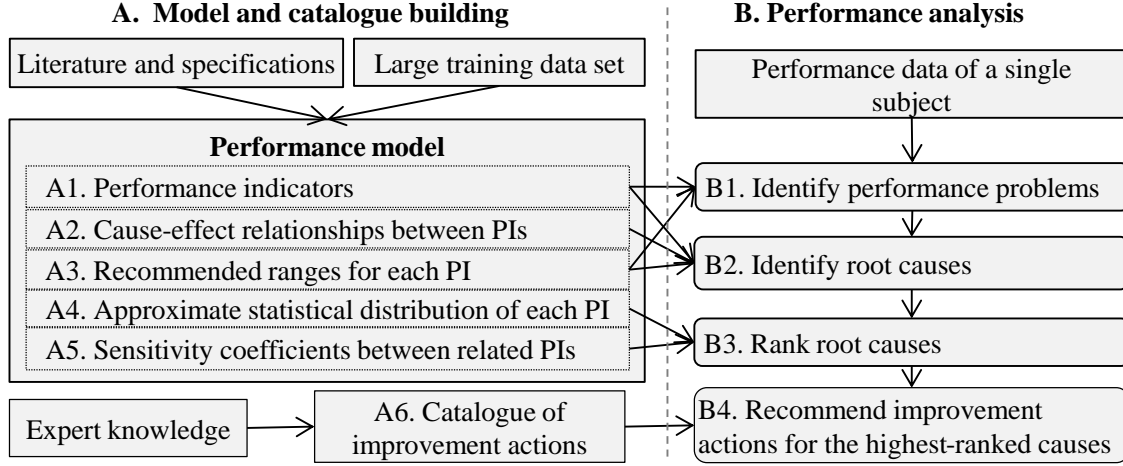 A. Model and catalogue building
Literature and specifications
Large training data set
Performance model
A1. Performance indicators
A2. Cause-effect relationships between PIs
A3. Recommended ranges for each PI
A4. Approximate statistical distribution of each PI
A5. Sensitivity coefficients between related PIs
Expert knowledge
A6. Catalogue of
improvement actions
B. Performance analysis
Performance data of a single
subject
B1. Identify performance problems
B2. Identify root causes
B3. Rank root causes
B4. Recommend improvement
actions for the highest-ranked causes